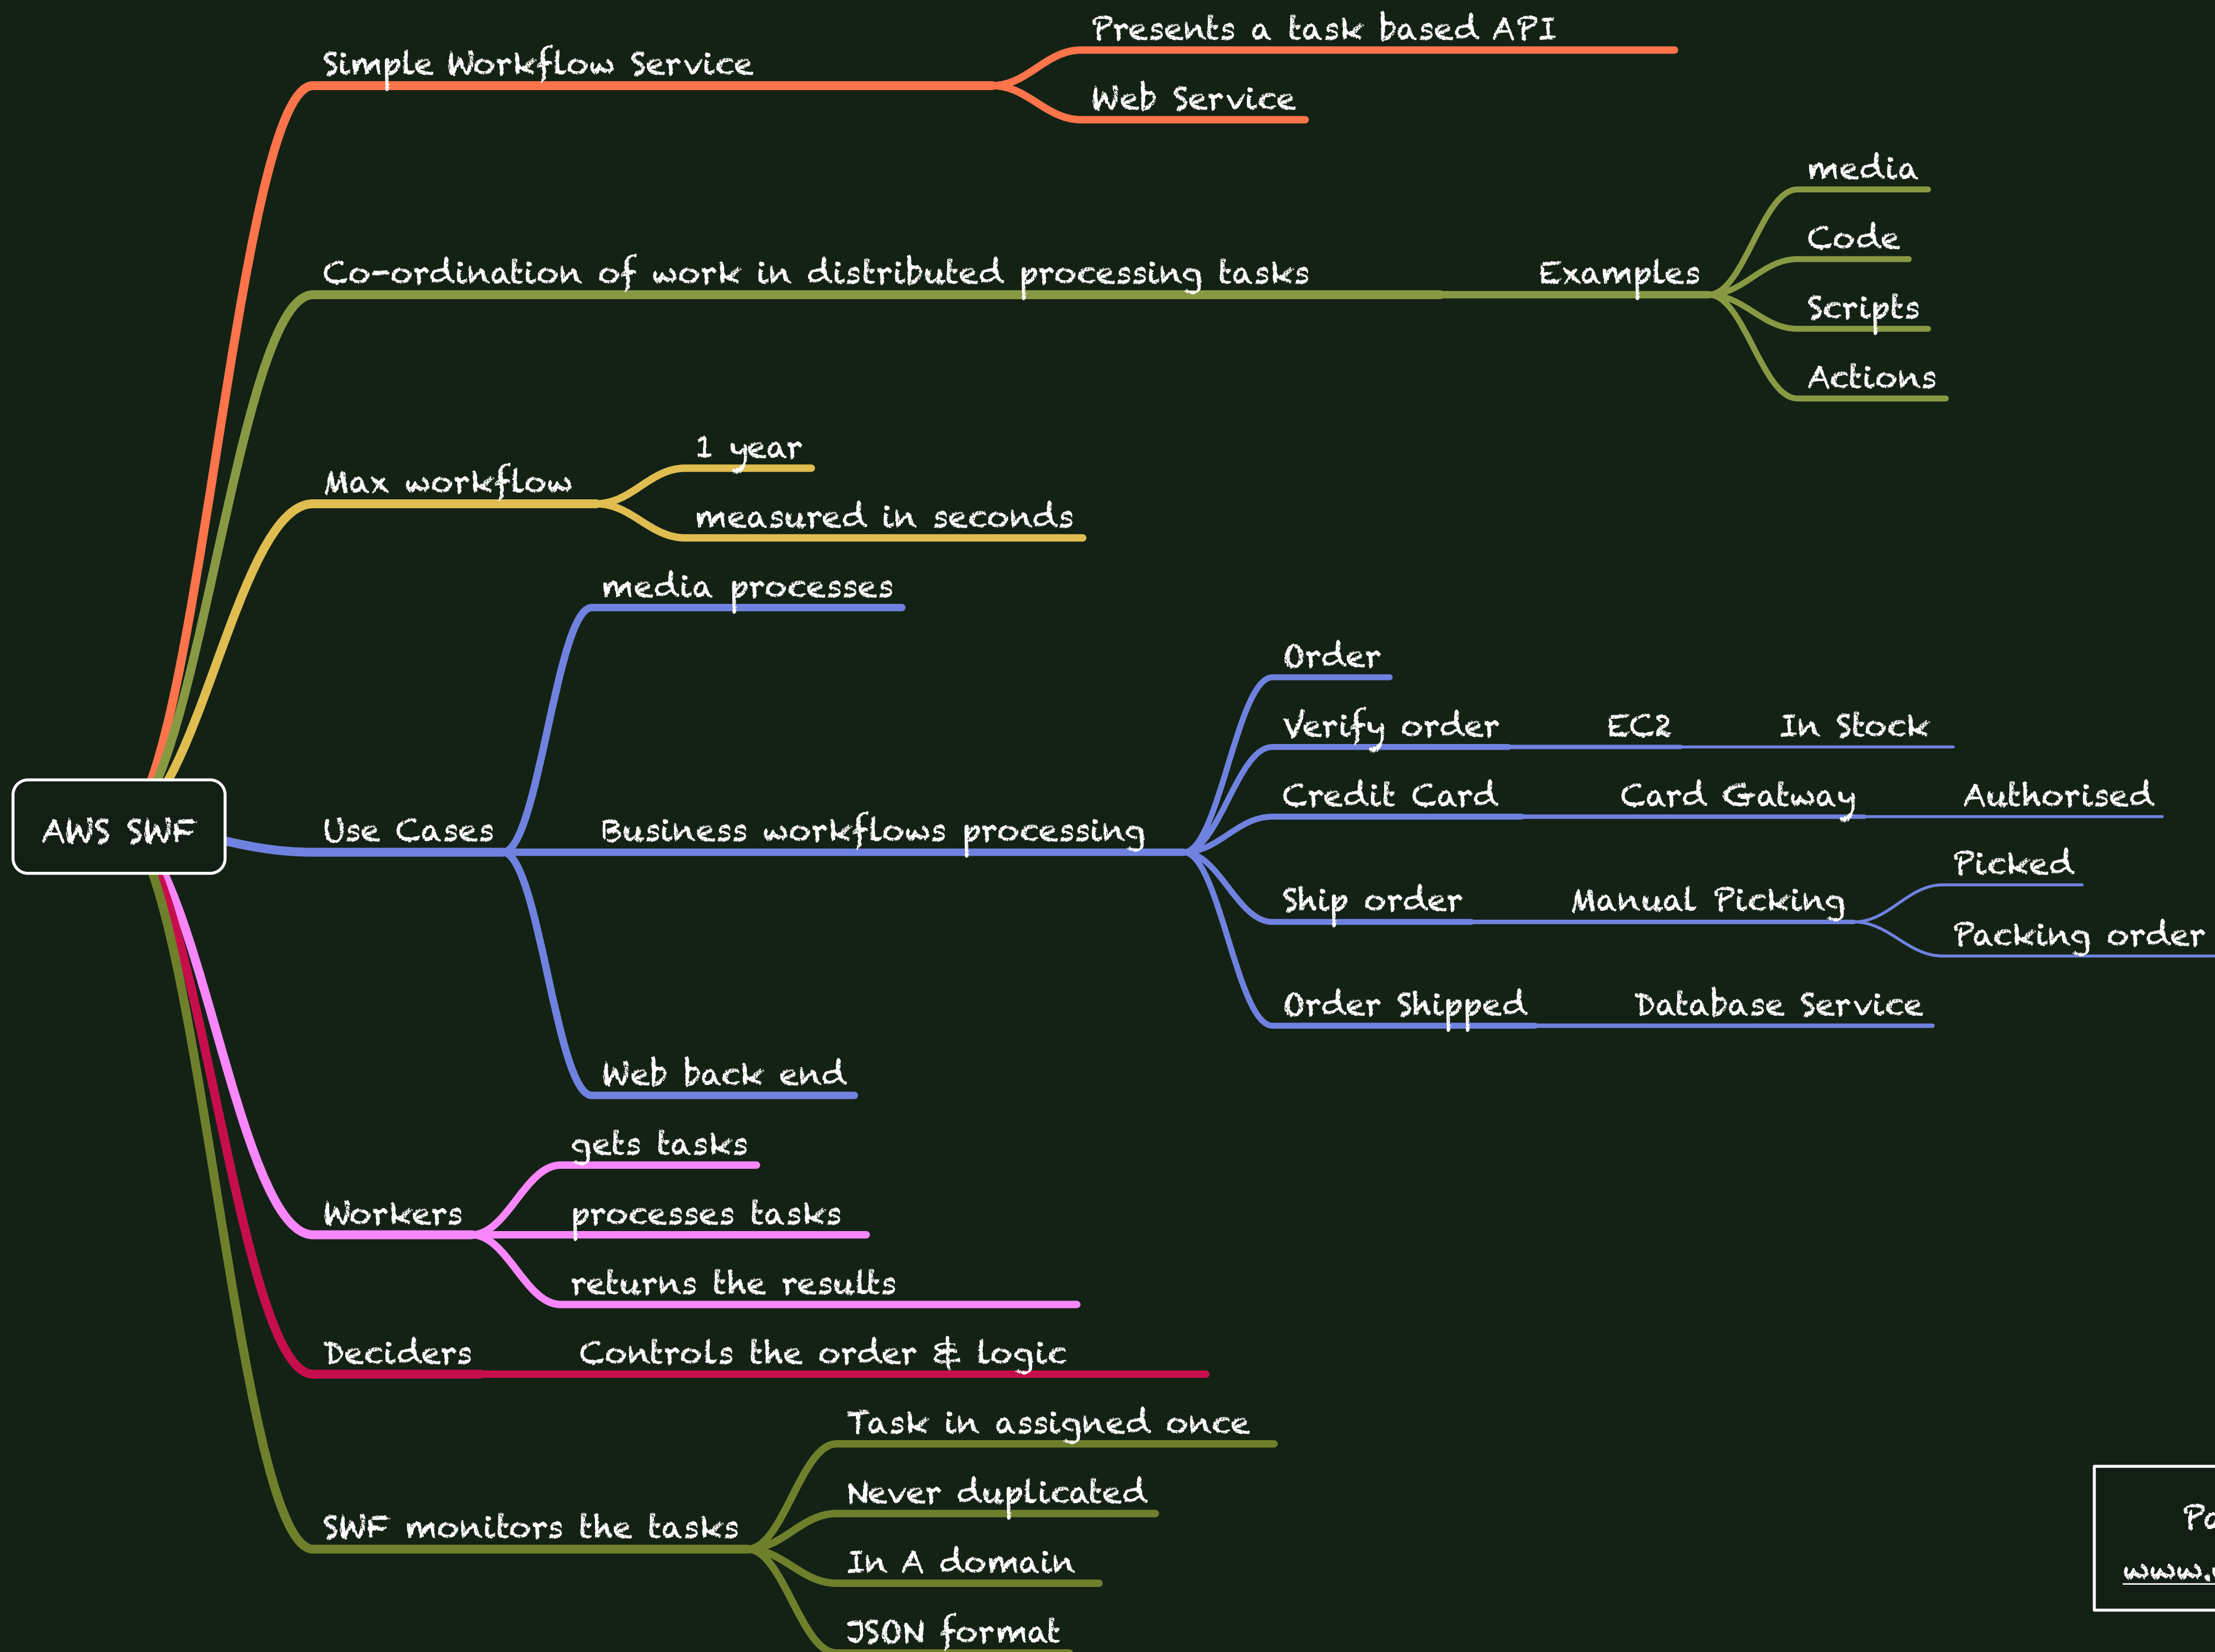 Simple Workflow Service
Presents a task based API
Web Service
Co-ordination of work in distributed processing tasks
Examples
media
Code
Scripts
Actions
Max workflow
1 year
measured in seconds
AWS SWF
Use Cases
media processes
Business workflows processing
Order
Verify order
EC2
In Stock
Credit Card
Card Gatway
Authorised
Ship order
Manual Picking
Picked
Packing order
Order Shipped
Database Service
Web back end
Workers
gets tasks
processes tasks
returns the results
Deciders
Controls the order & logic
SWF monitors the tasks
Task in assigned once
Never duplicated
In A domain
JSON format